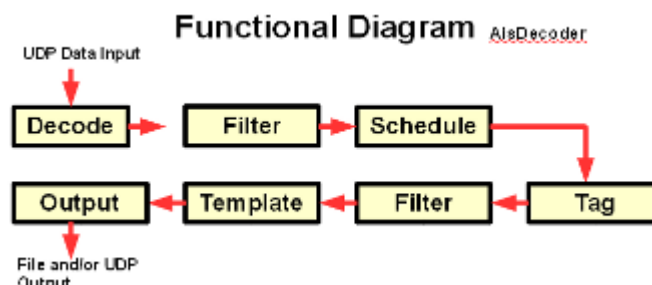 Functional Diagram AisDecoder
UDP Data Input
Decode
Filter
Schedule
Output
Template
Filter
Tag
File and/or UDP
Output